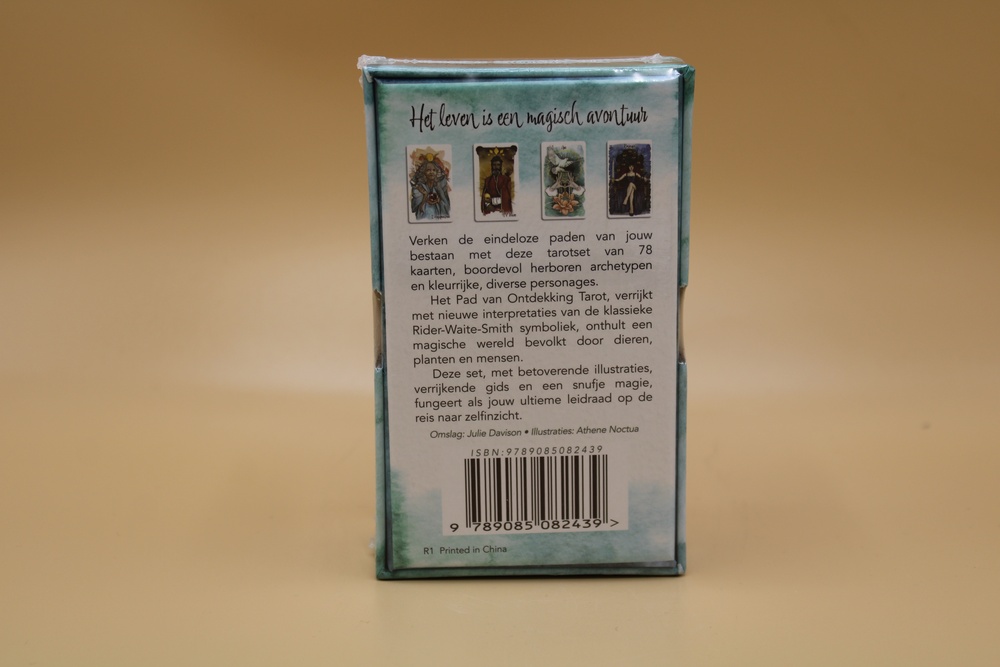 Het leven is een magisch avontuur
Verken de eindeloze paden van jouw
bestaan met deze tarotset van 78
kaarten, boordevol herboren archetypen
en kleurrijke, diverse personages.
Het Pad van Ontdekking Tarot, verrijkt
met nieuwe interpretaties van de klassieke
Rider-Waite-Smith symboliek, onthult een
magische wereld bevolkt door dieren,
planten en mensen.
Deze set, met betoverende illustraties,
verrijkende gids en een snufje magie,
fungeert als jouw ultieme leidraad op de
reis naar zelfinzicht.
Omslag: Julie Davison • Illustraties: Athene Noctua
ISBN:9789085082439
9 789085 082439 >
R1 Printed in China